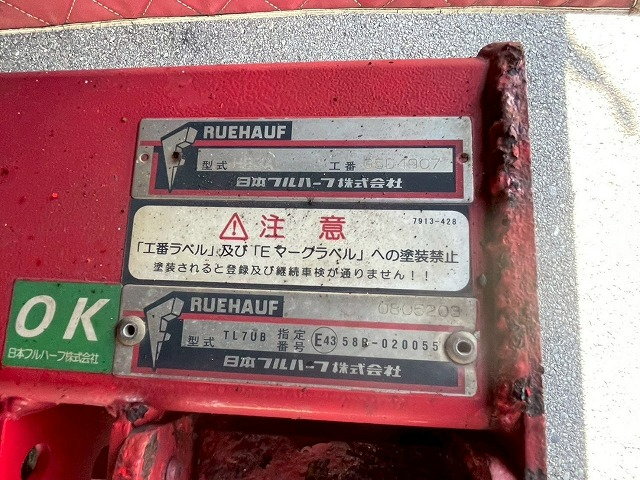 RUEHAUF
型式 工番
日本フルハーフ株式会社
⚠注意 7913-428
「工番ラベル」及び「Eマークラベル」への塗装禁止
塗装されると登録及び継続車検が通りません！！
RUEHAUF 0805203
型式 TL7UB 指定番号 E43 58R-020055
日本フルハーフ株式会社
OK
日本フルハーフ株式会社